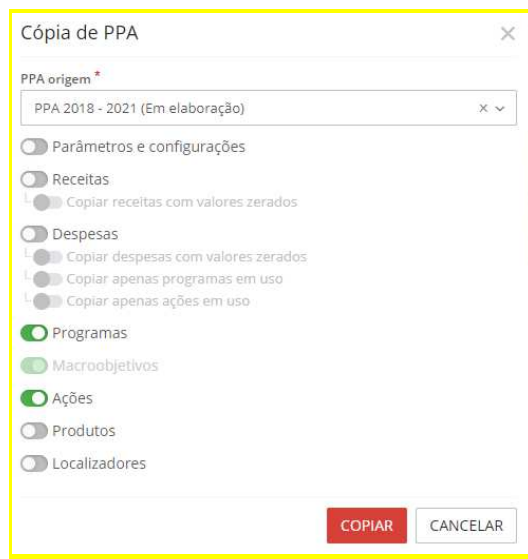 Cópia de PPA
PPA origem *
PPA 2018 - 2021 (Em elaboração)
Parâmetros e configurações
Receitas
Copiar receitas com valores zerados
Despesas
Copiar despesas com valores zerados
Copiar apenas programas em uso
Copiar apenas ações em uso
Programas
Macroobjetivos
Ações
Produtos
Localizadores
COPIAR CANCELAR